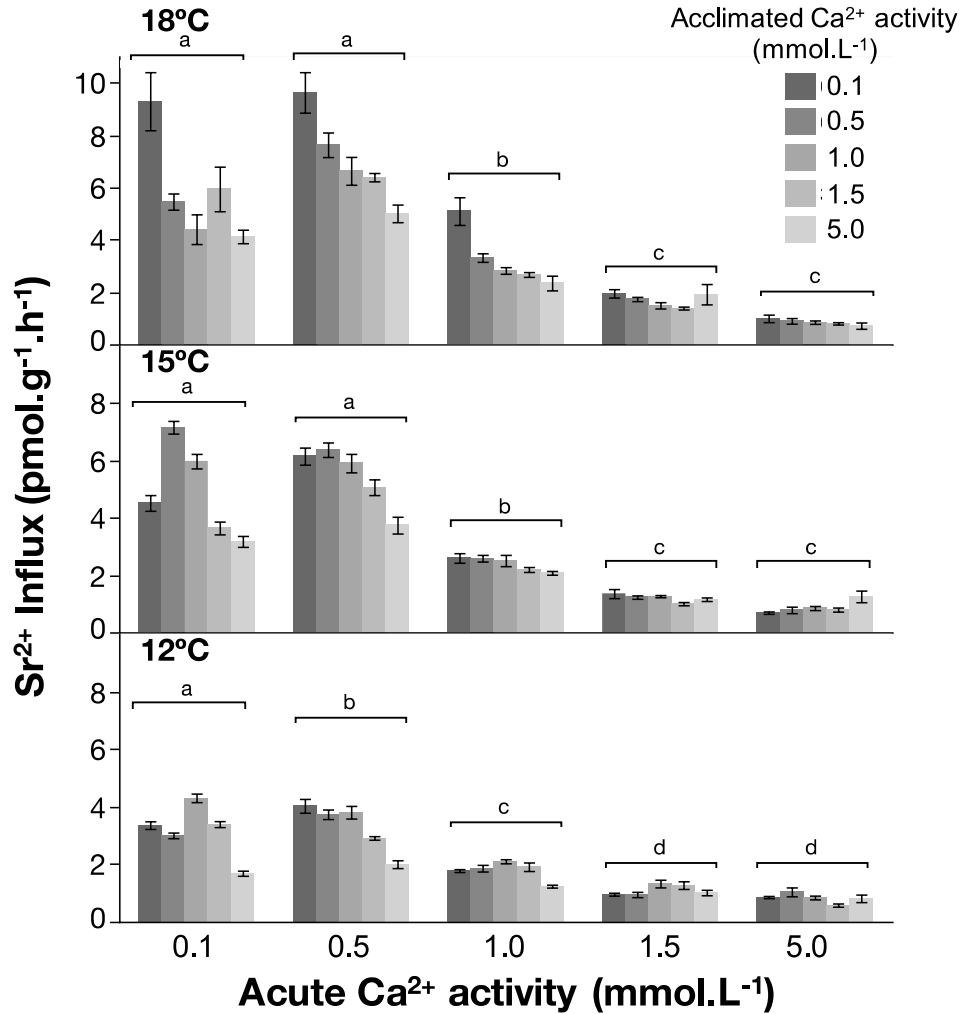 18ºC
Acclimated Ca²⁺ activity
(mmol.L⁻¹)
0.1
0.5
1.0
1.5
5.0
a a b c c
10
8
6
4
2
0
15ºC
a a b c c
8
6
4
2
0
12ºC
a b c d d
8
6
4
2
0
Sr²⁺ Influx (pmol.g⁻¹.h⁻¹)
0.1 0.5 1.0 1.5 5.0
Acute Ca²⁺ activity (mmol.L⁻¹)